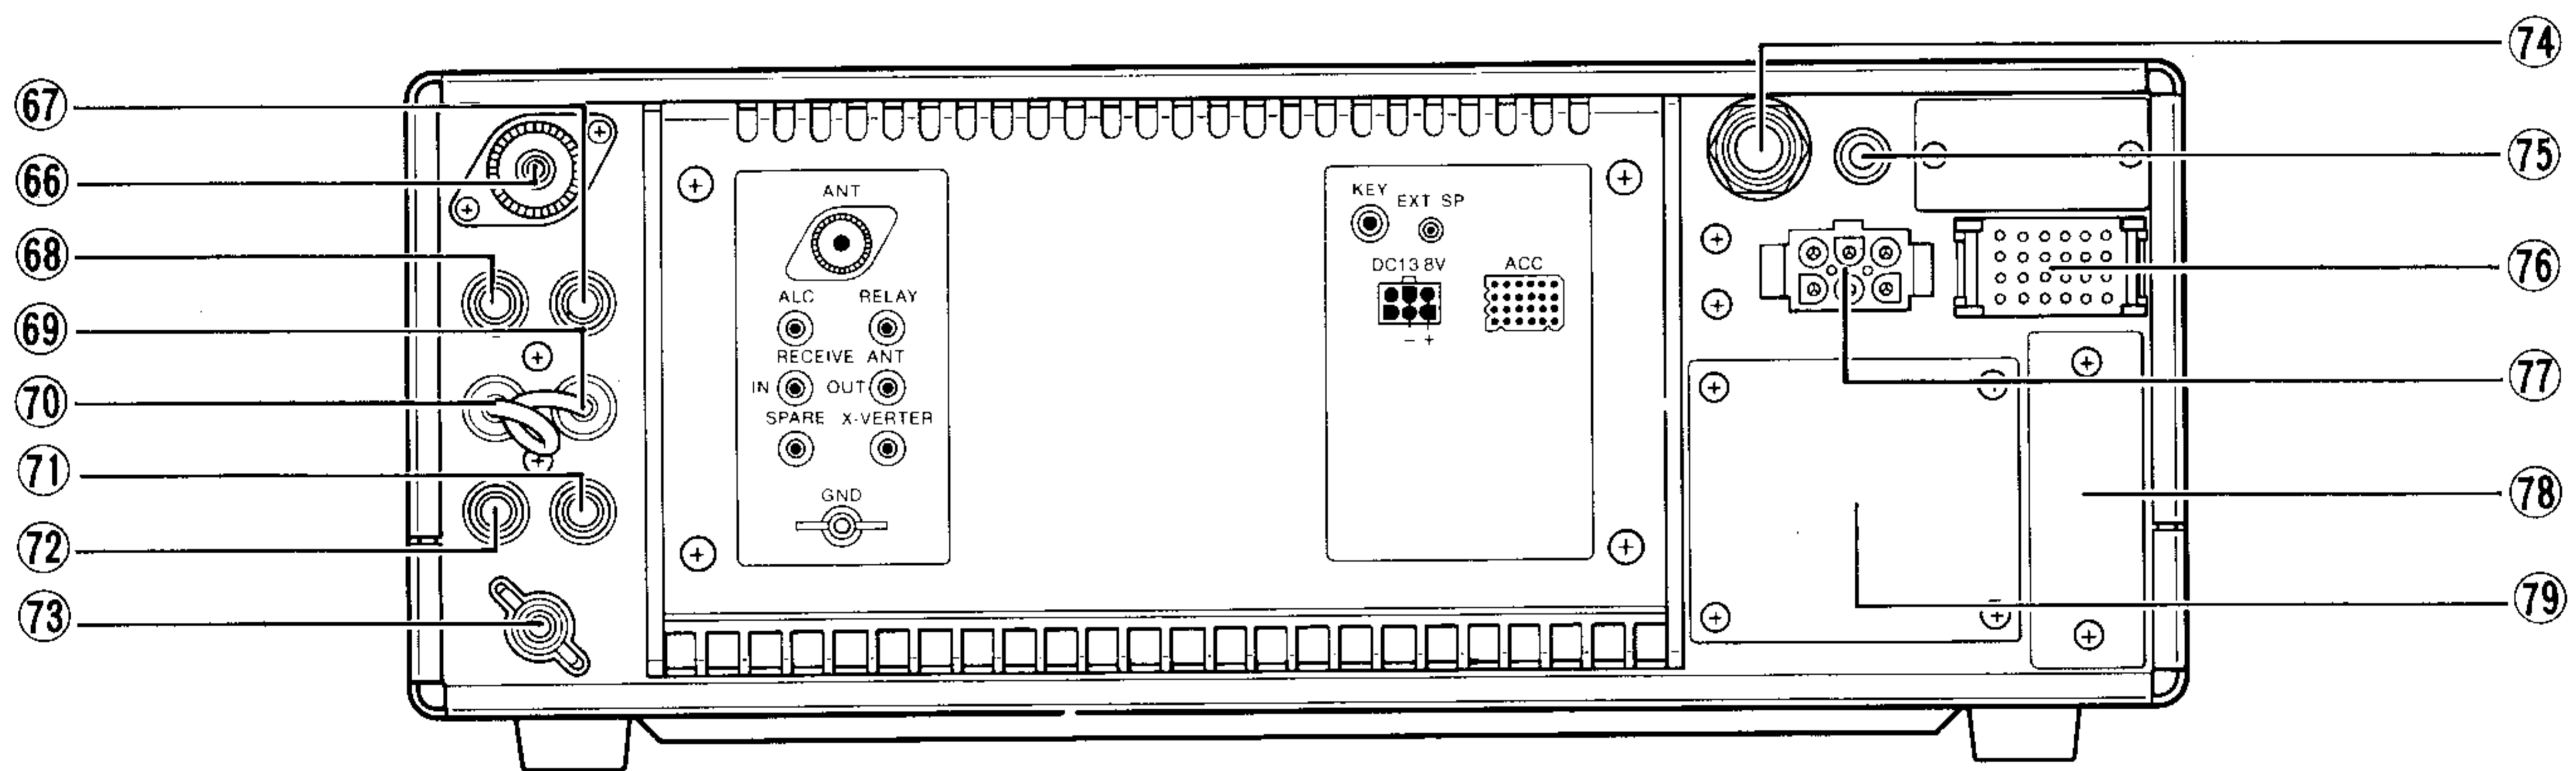 67
66
68
69
70
71
72
73
ANT
ALC RELAY
RECEIVE ANT
IN OUT
SPARE X-VERTER
GND
KEY
EXT SP
DC13 8V ACC
- +
74
75
76
77
78
79